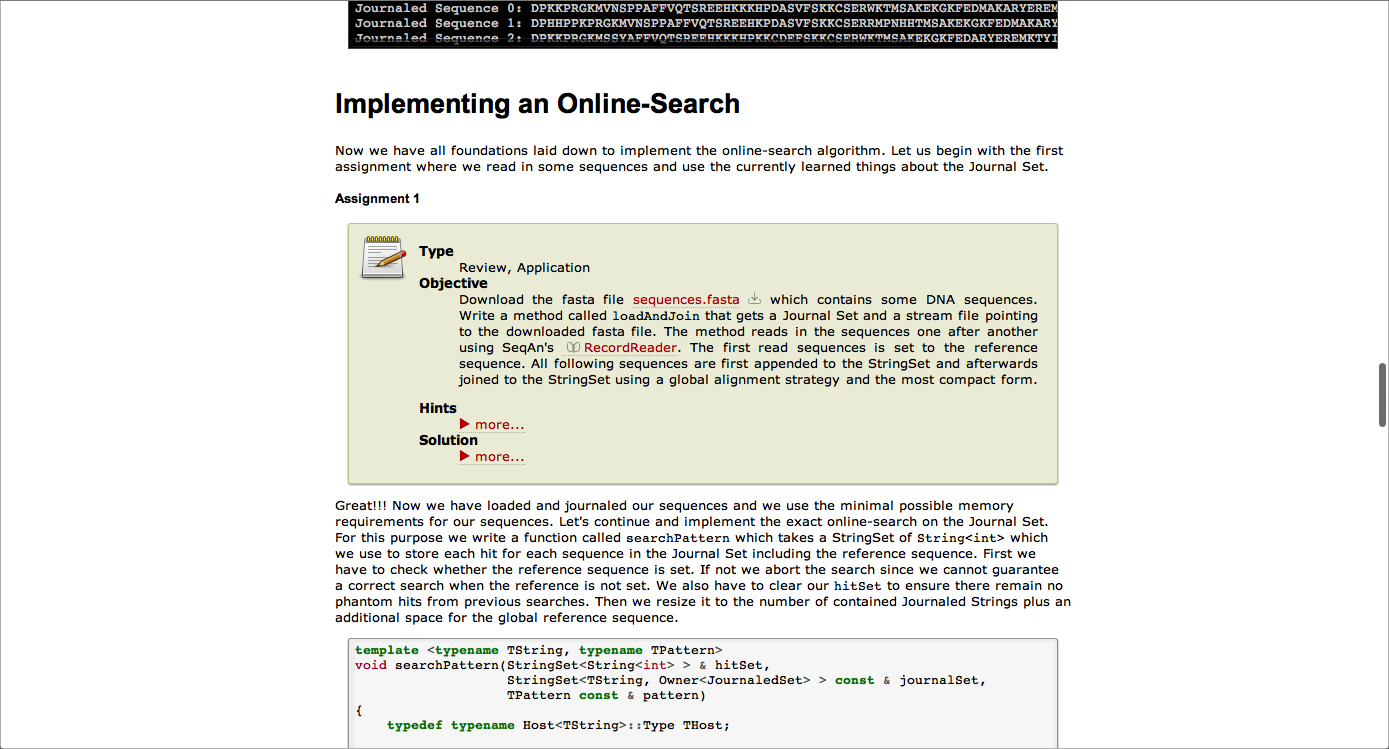 Journaled Sequence 0: DPKKPRGKMVNSPPAFFVQTSREEHKKKHPDASVFSKKCSERWKTMSAKEKGKFEDMAKARYEREM
Journaled Sequence 1: DPHHPPKPRGKMVNSPPAFFVQTSREEHKPDASVFSKKCSERRMPNHHTMSAKEKGKFEDMAKARY
Journaled Sequence 2: DPKKPRGKMSSYAFFVQTSREEHKKKHPKKCDEFSKKCSERWKTMSAKEKGKFEDARYEREMKTYI
Implementing an Online-Search
Now we have all foundations laid down to implement the online-search algorithm. Let us begin with the first
assignment where we read in some sequences and use the currently learned things about the Journal Set.
Assignment 1
Type
Review, Application
Objective
Download the fasta file sequences.fasta which contains some DNA sequences.
Write a method called loadAndJoin that gets a Journal Set and a stream file pointing
to the downloaded fasta file. The method reads in the sequences one after another
using SeqAn's RecordReader. The first read sequences is set to the reference
sequence. All following sequences are first appended to the StringSet and afterwards
joined to the StringSet using a global alignment strategy and the most compact form.
Hints
more...
Solution
more...
Great!!! Now we have loaded and journaled our sequences and we use the minimal possible memory
requirements for our sequences. Let's continue and implement the exact online-search on the Journal Set.
For this purpose we write a function called searchPattern which takes a StringSet of String<int> which
we use to store each hit for each sequence in the Journal Set including the reference sequence. First we
have to check whether the reference sequence is set. If not we abort the search since we cannot guarantee
a correct search when the reference is not set. We also have to clear our hitSet to ensure there remain no
phantom hits from previous searches. Then we resize it to the number of contained Journaled Strings plus an
additional space for the global reference sequence.
template <typename TString, typename TPattern>
void searchPattern(StringSet<String<int> > & hitSet,
StringSet<TString, Owner<JournaledSet> > const & journalSet,
TPattern const & pattern)
{
typedef typename Host<TString>::Type THost;